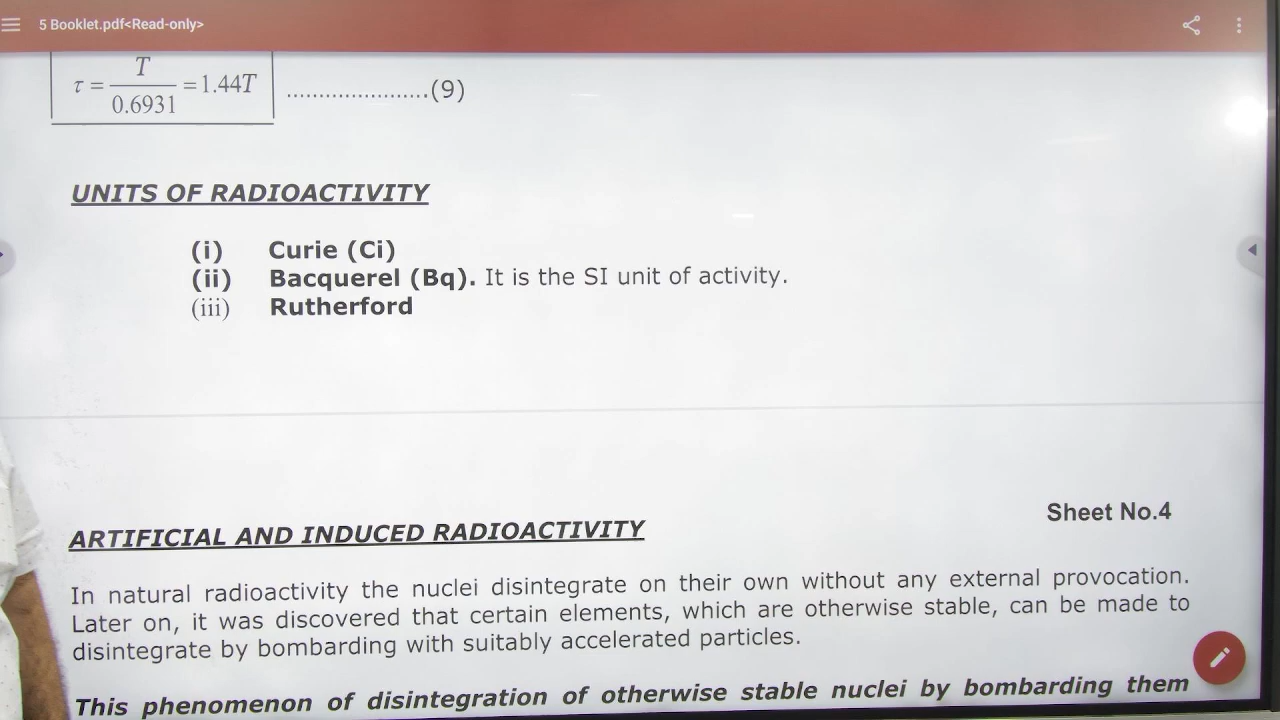 5 Booklet.pdf<Read-only>
τ = T / 0.6931 = 1.44T ......................(9)
UNITS OF RADIOACTIVITY
(i) Curie (Ci)
(ii) Bacquerel (Bq). It is the SI unit of activity.
(iii) Rutherford
Sheet No.4
ARTIFICIAL AND INDUCED RADIOACTIVITY
In natural radioactivity the nuclei disintegrate on their own without any external provocation.
Later on, it was discovered that certain elements, which are otherwise stable, can be made to
disintegrate by bombarding with suitably accelerated particles.
This phenomenon of disintegration of otherwise stable nuclei by bombarding them